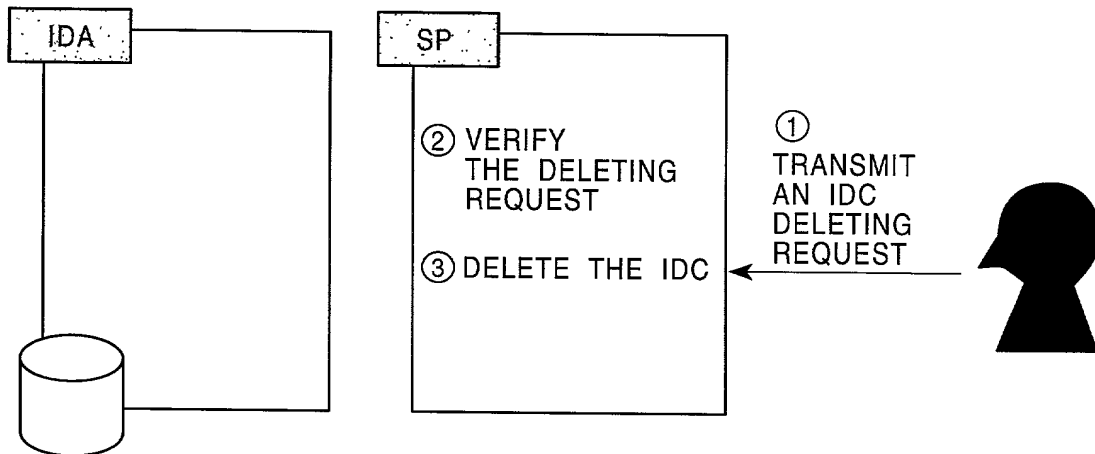 IDA
SP
② VERIFY
THE DELETING
REQUEST
③ DELETE THE IDC
①
TRANSMIT
AN IDC
DELETING
REQUEST